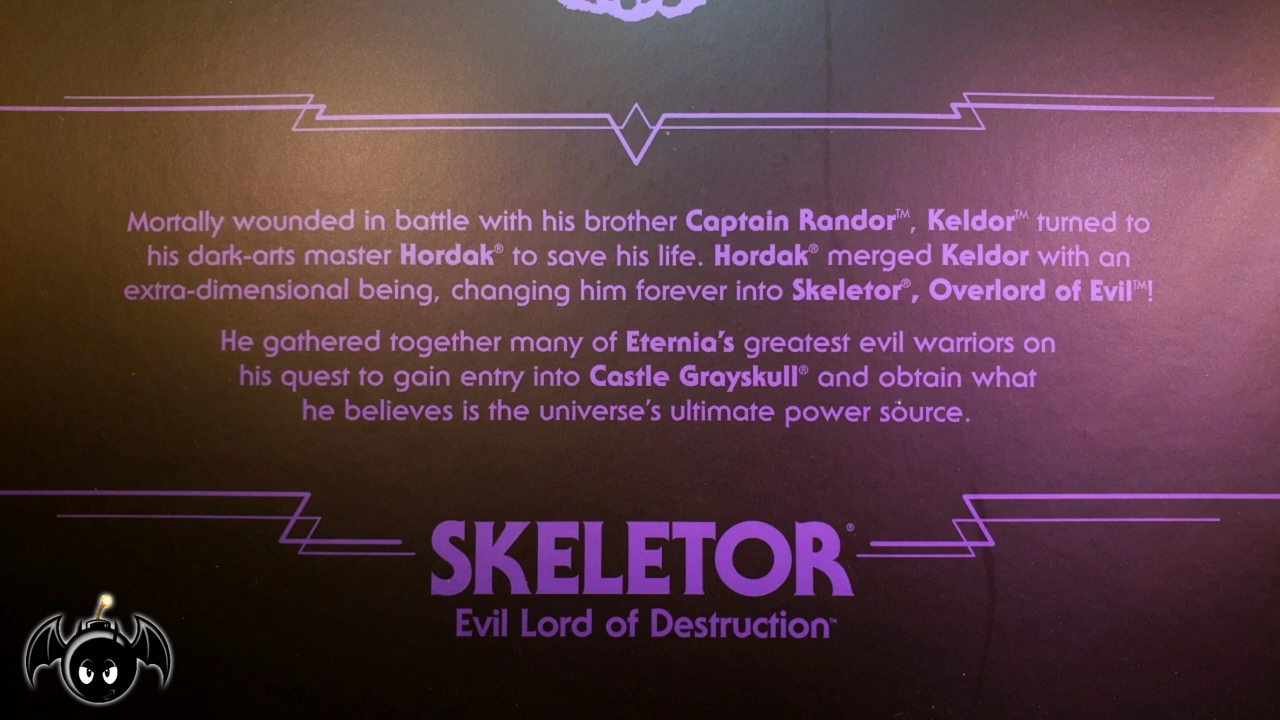 Mortally wounded in battle with his brother Captain Randor™, Keldor™ turned to
his dark-arts master Hordak® to save his life. Hordak® merged Keldor with an
extra-dimensional being, changing him forever into Skeletor®, Overlord of Evil™!
He gathered together many of Eternia's greatest evil warriors on
his quest to gain entry into Castle Grayskull® and obtain what
he believes is the universe's ultimate power source.
SKELETOR®
Evil Lord of Destruction™